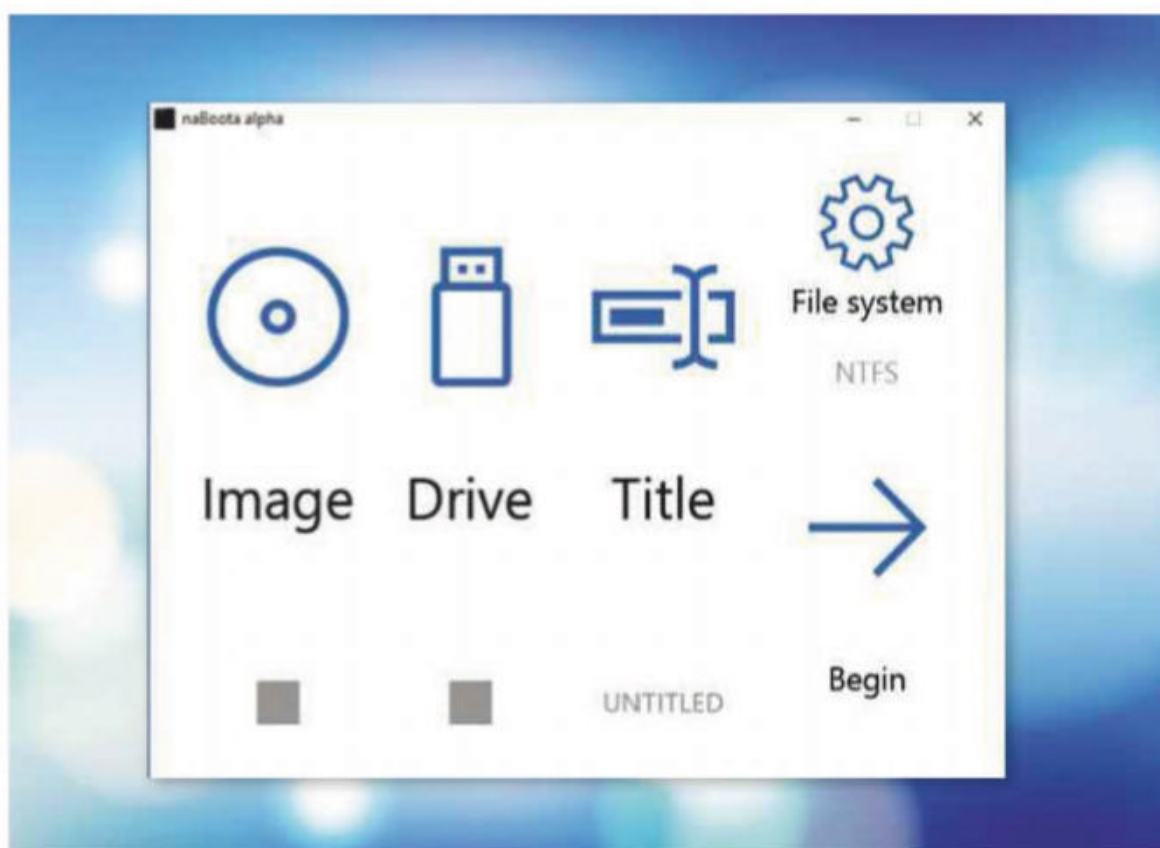 naBoota alpha
File system
NTFS
Image Drive Title
Begin
UNTITLED